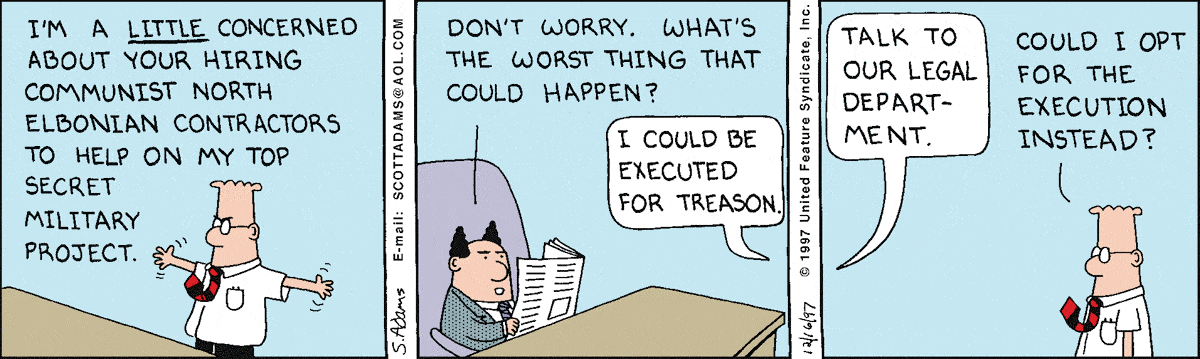 I'M A LITTLE CONCERNED
ABOUT YOUR HIRING
COMMUNIST NORTH
ELBONIAN CONTRACTORS
TO HELP ON MY TOP
SECRET
MILITARY
PROJECT.
S. Adams E-mail: SCOTTADAMS@AOL.COM
DON'T WORRY. WHAT'S
THE WORST THING THAT
COULD HAPPEN?
I COULD BE
EXECUTED
FOR TREASON.
12/16/97 © 1997 United Feature Syndicate, Inc.
TALK TO
OUR LEGAL
DEPART-
MENT.
COULD I OPT
FOR THE
EXECUTION
INSTEAD?